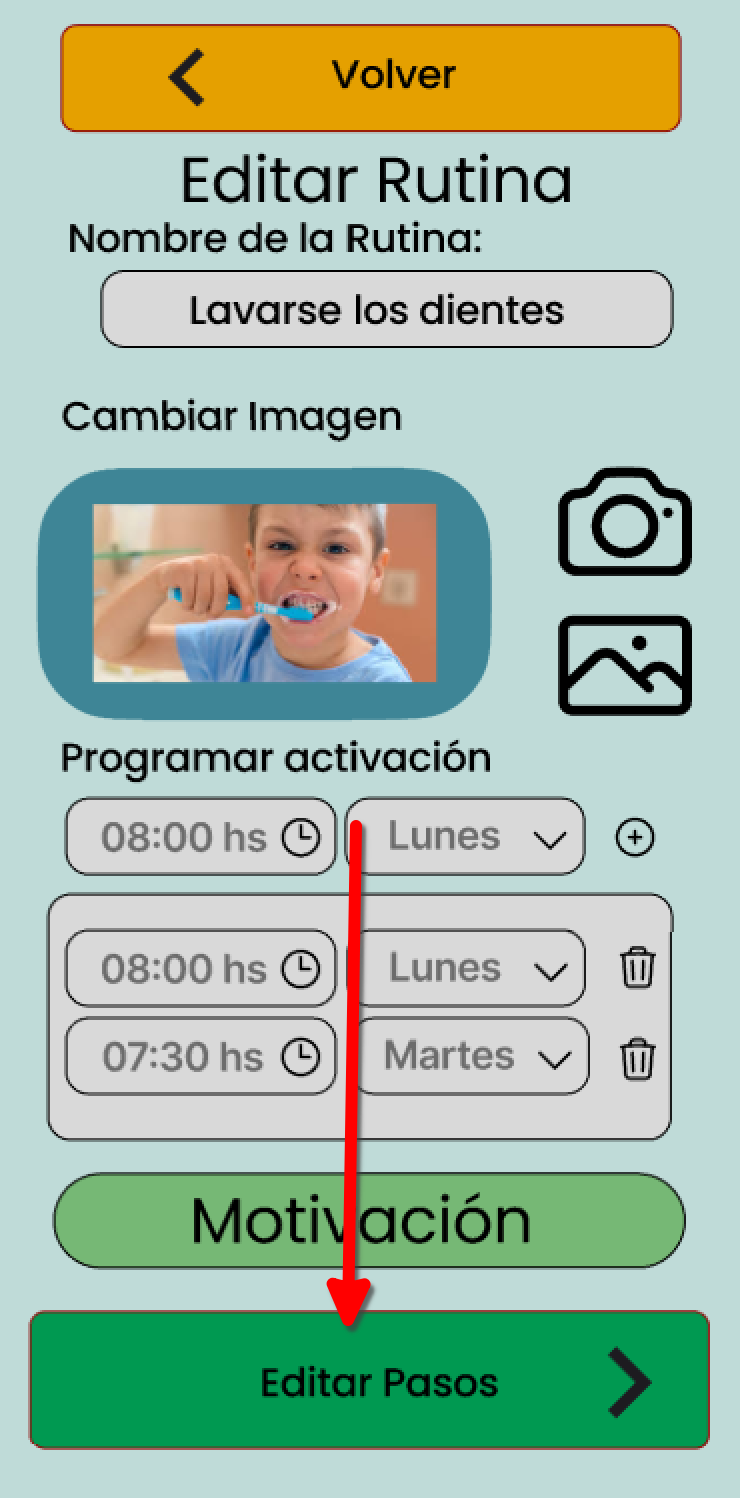 Volver
Editar Rutina
Nombre de la Rutina:
Lavarse los dientes
Cambiar Imagen
Programar activación
08:00 hs Lunes
08:00 hs Lunes
07:30 hs Martes
Motivación
Editar Pasos